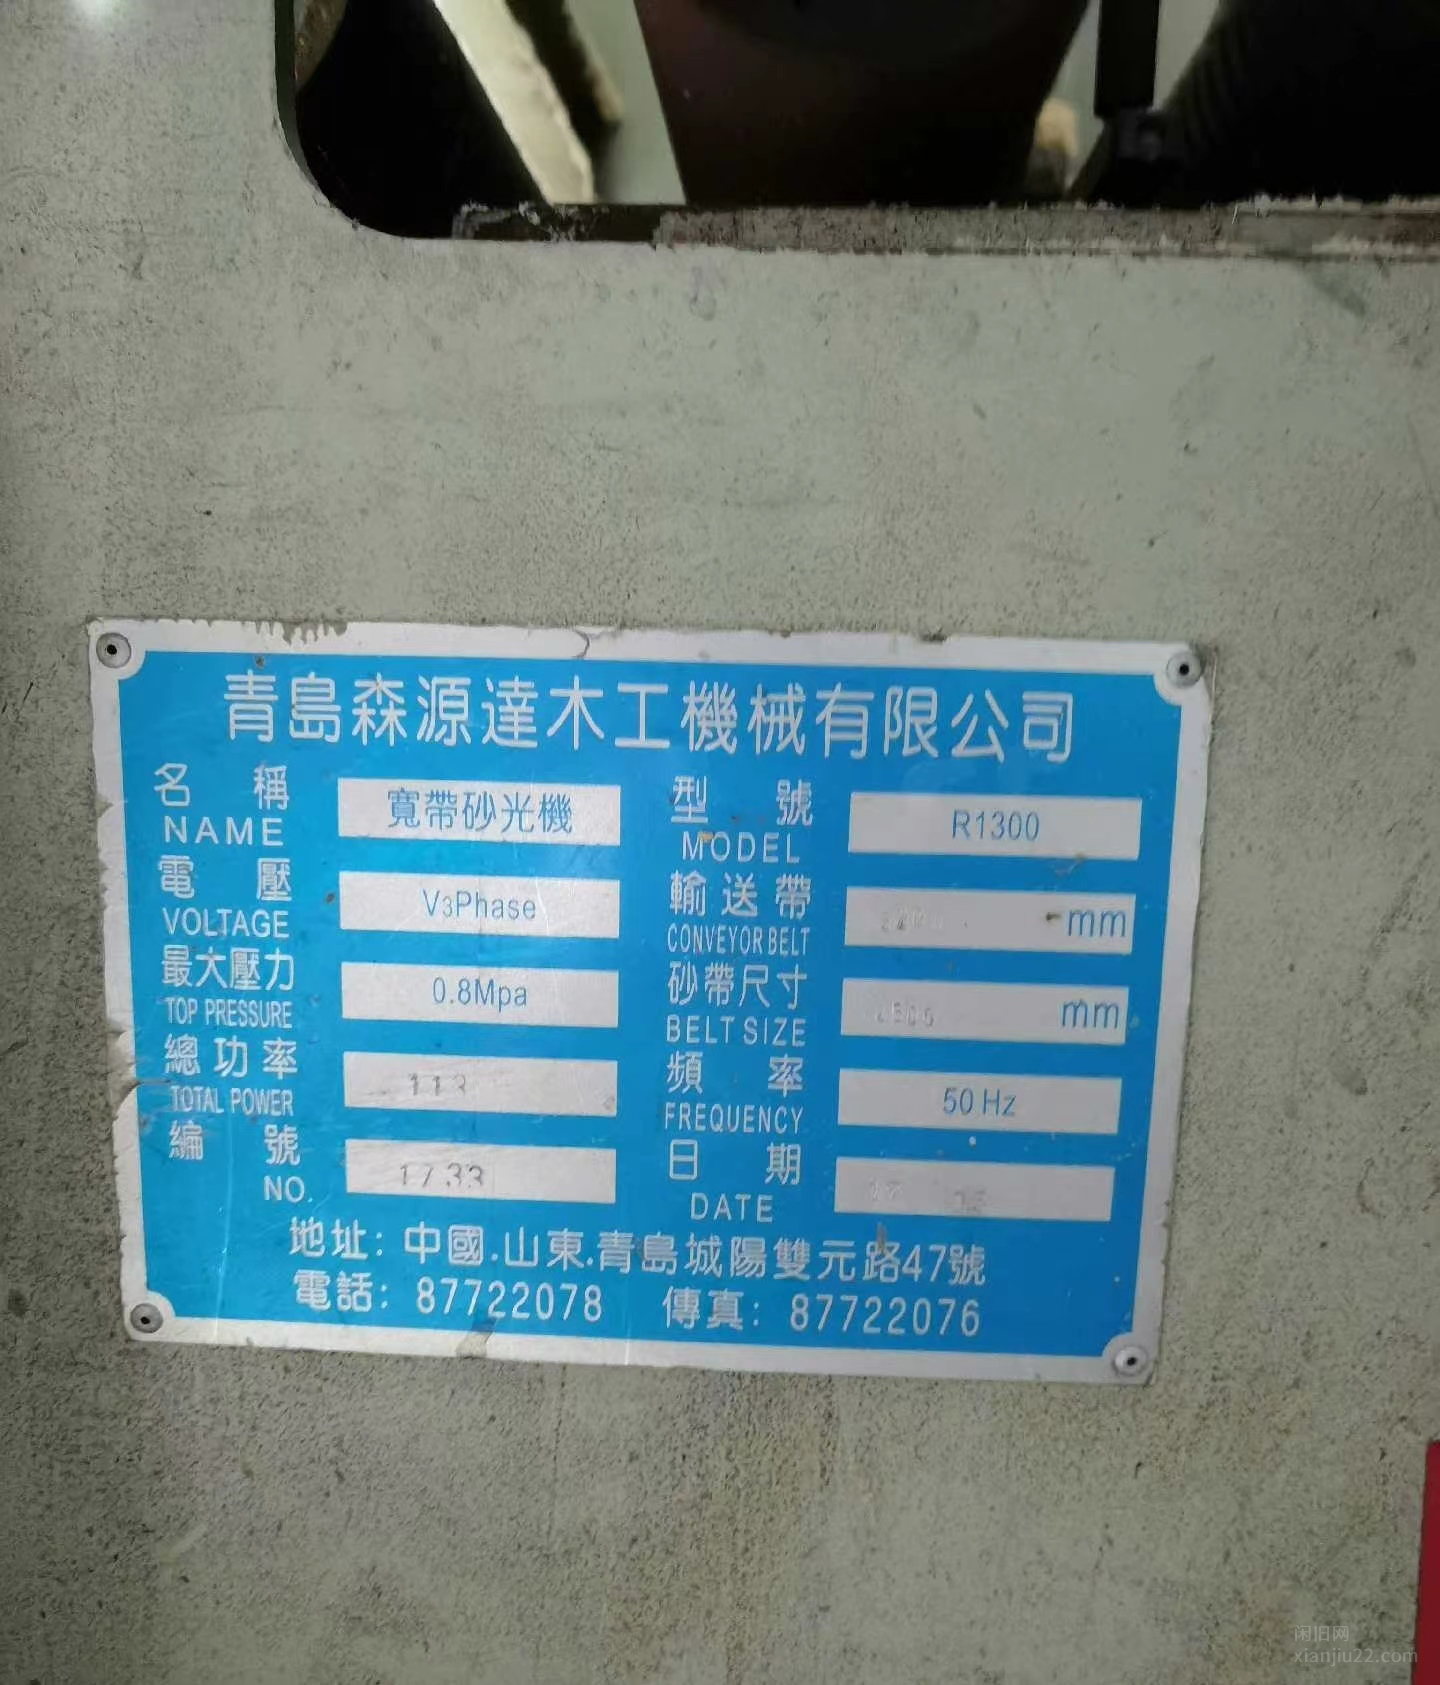 青島森源達木工機械有限公司
名稱 寬帶砂光機 型號 R1300
NAME MODEL
電壓 V3Phase 輸送帶 mm
VOLTAGE CONVEYOR BELT
最大壓力 0.8Mpa 砂帶尺寸 mm
TOP PRESSURE BELT SIZE
總功率 113 頻率 50Hz
TOTAL POWER FREQUENCY
編號 1733 日期
NO. DATE
地址: 中國.山東.青島城陽雙元路47號
電話: 87722078 傳真: 87722076
闲旧网
xianjiu22.com